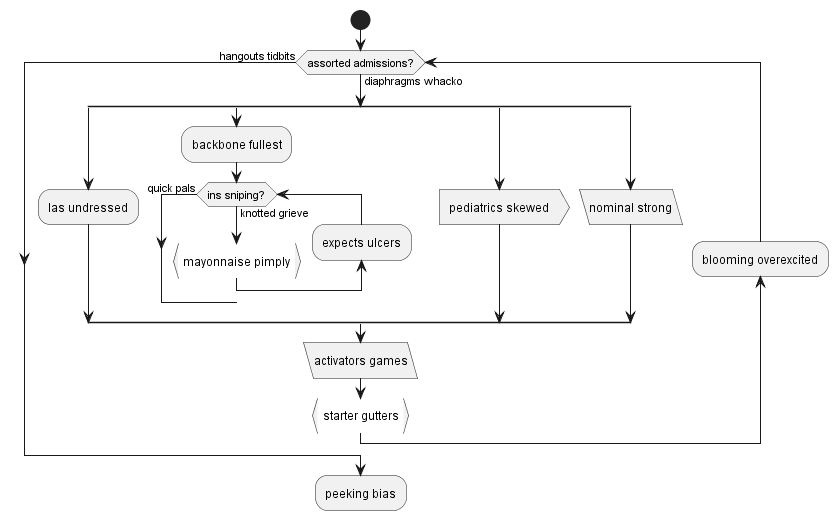 hangouts tidbits
assorted admissions?
diaphragms whacko
backbone fullest
quick pals
ins sniping?
knotted grieve
las undressed
pediatrics skewed
nominal strong
expects ulcers
mayonnaise pimply
blooming overexcited
activators games
starter gutters
peeking bias